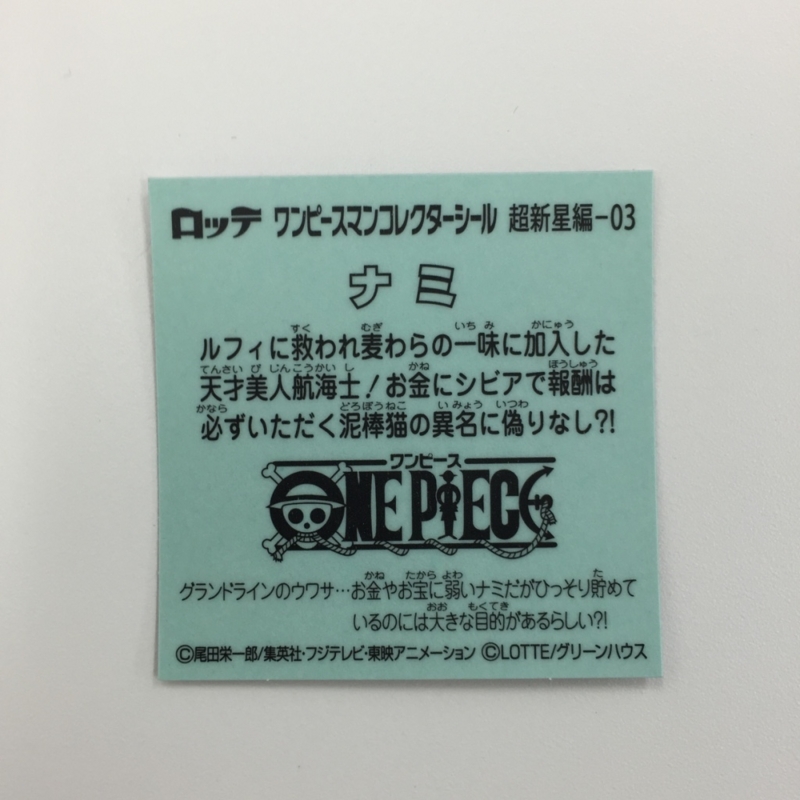 ロッテ ワンピースマンコレクターシール 超新星編-03
ナミ
ルフィに救われ麦わらの一味に加入した
天才美人航海士！お金にシビアで報酬は
必ずいただく泥棒猫の異名に偽りなし?!
ワンピース
ONE PIECE
グランドラインのウワサ…お金やお宝に弱いナミだがひっそり貯めて
いるのには大きな目的があるらしい?!
©尾田栄一郎/集英社・フジテレビ・東映アニメーション ©LOTTE/グリーンハウス